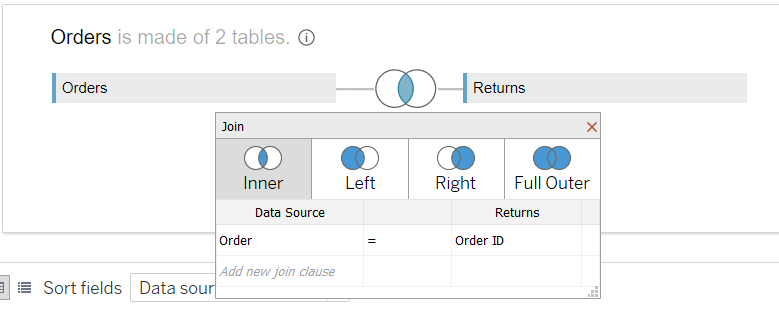 Orders is made of 2 tables.
Orders
Returns
Join
Inner Left Right Full Outer
Data Source Returns
Order = Order ID
Add new join clause
Sort fields Data sour